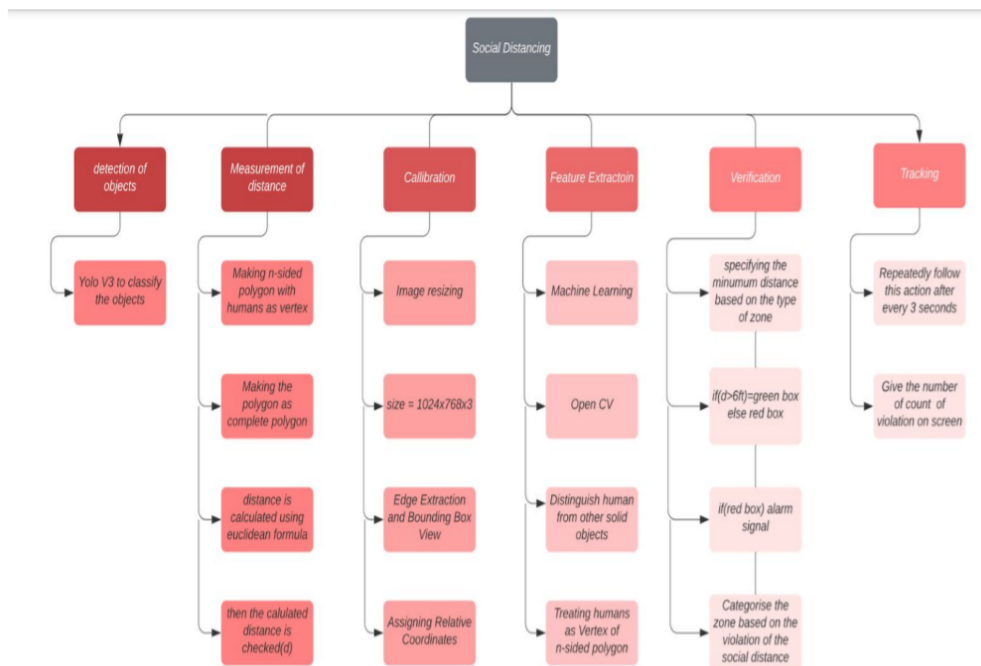 Social Distancing
detection of
objects
Yolo V3 to classify
the objects
Measurement of
distance
Making n-sided
polygon with
humans as vertex
Making the
polygon as
complete polygon
distance is
calculated using
euclidean formula
then the calulated
distance is
checked(d)
Callibration
Image resizing
size = 1024x768x3
Edge Extraction
and Bounding Box
View
Assigning Relative
Coordinates
Feature Extractoin
Machine Learning
Open CV
Distinguish human
from other solid
objects
Treating humans
as Vertex of
n-sided polygon
Verification
specifying the
minumum distance
based on the type
of zone
if(d>6ft)=green box
else red box
if(red box) alarm
signal
Categorise the
zone based on the
violation of the
social distance
Tracking
Repeatedly follow
this action after
every 3 seconds
Give the number
of count of
violation on screen